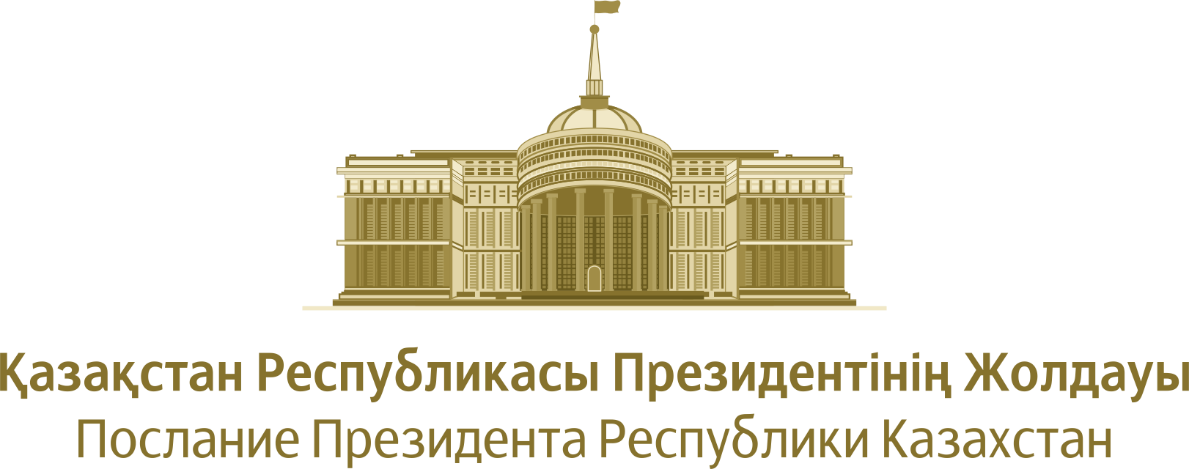 Қазақстан Республикасы Президентінің Жолдауы
Послание Президента Республики Казахстан